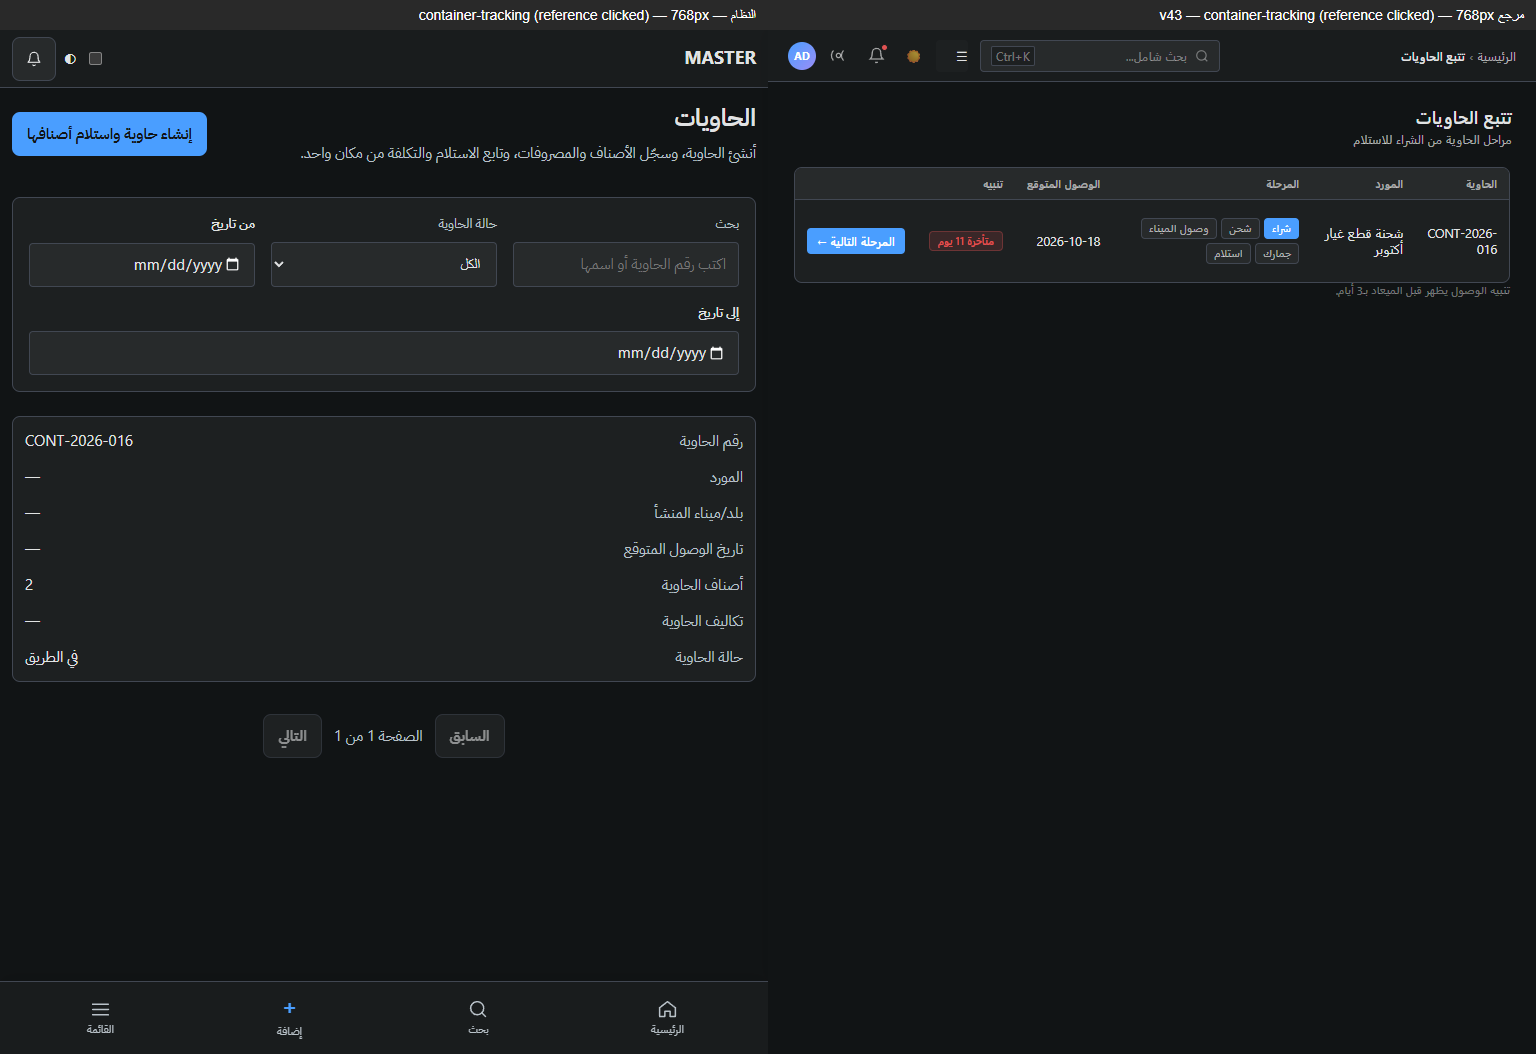 مرجع v43 — container-tracking (reference clicked) — 768px
الرئيسية › تتبع الحاويات
بحث شامل... Ctrl+K
☰
AD
تتبع الحاويات
مراحل الحاوية من الشراء للاستلام
الحاوية المورد المرحلة الوصول المتوقع تنبيه
CONT-2026-016
شحنة قطع غيار أكتوبر
شراء شحن وصول الميناء
جمارك استلام
2026-10-18
متأخرة 11 يوم
المرحلة التالية ←
تنبيه الوصول يظهر قبل الميعاد بـ3 أيام.
النظام — container-tracking (reference clicked) — 768px
MASTER
الحاويات
أنشئ الحاوية، وسجّل الأصناف والمصروفات، وتابع الاستلام والتكلفة من مكان واحد.
إنشاء حاوية واستلام أصنافها
بحث حالة الحاوية من تاريخ
اكتب رقم الحاوية أو اسمها الكل mm/dd/yyyy
إلى تاريخ
mm/dd/yyyy
رقم الحاوية CONT-2026-016
المورد —
بلد/ميناء المنشأ —
تاريخ الوصول المتوقع —
أصناف الحاوية 2
تكاليف الحاوية —
حالة الحاوية في الطريق
السابق الصفحة 1 من 1 التالي
الرئيسية بحث إضافة القائمة